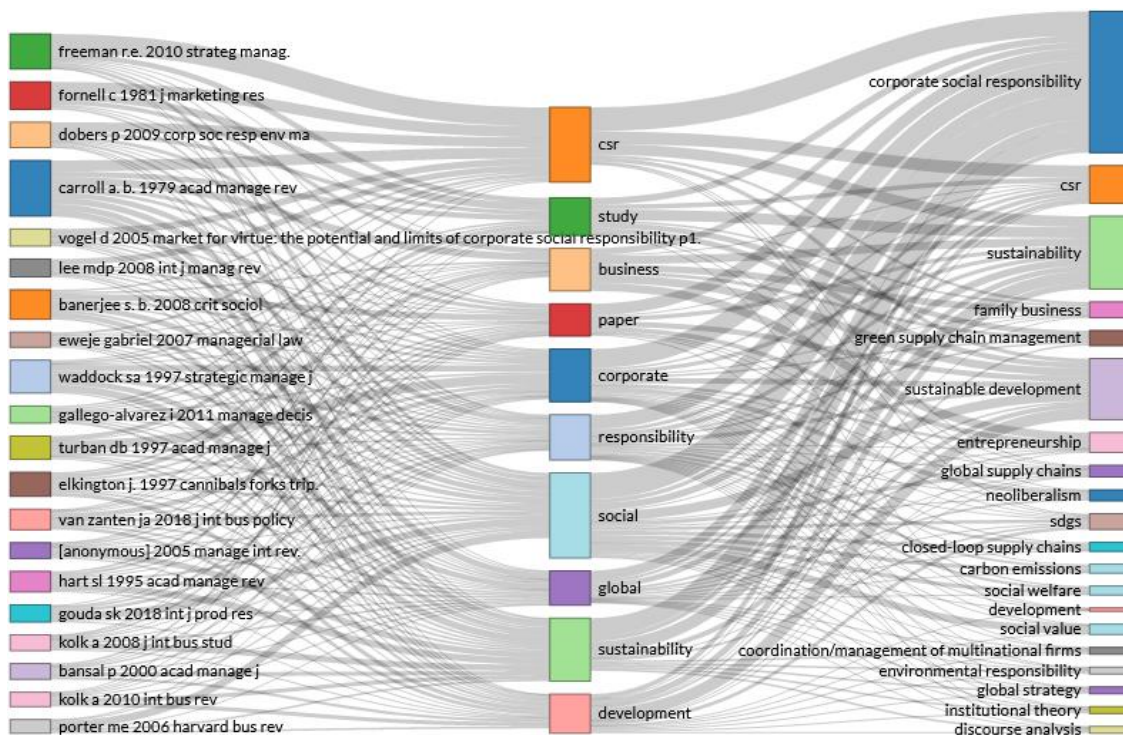 freeman r.e. 2010 strateg manag.
fornell c 1981 j marketing res
dobers p 2009 corp soc resp env ma
carroll a. b. 1979 acad manage rev
vogel d 2005 market for virtue: the potential and limits of corporate social responsibility p1.
lee mdp 2008 int j manag rev
banerjee s. b. 2008 crit sociol
eweje gabriel 2007 managerial law
waddock sa 1997 strategic manage j
gallego-alvarez i 2011 manage decis
turban db 1997 acad manage j
elkington j. 1997 cannibals forks trip.
van zanten ja 2018 j int bus policy
[anonymous] 2005 manage int rev.
hart sl 1995 acad manage rev
gouda sk 2018 int j prod res
kolk a 2008 j int bus stud
bansal p 2000 acad manage j
kolk a 2010 int bus rev
porter me 2006 harvard bus rev
csr
study
business
paper
corporate
responsibility
social
global
sustainability
development
corporate social responsibility
csr
sustainability
family business
green supply chain management
sustainable development
entrepreneurship
global supply chains
neoliberalism
sdgs
closed-loop supply chains
carbon emissions
social welfare
development
social value
coordination/management of multinational firms
environmental responsibility
global strategy
institutional theory
discourse analysis